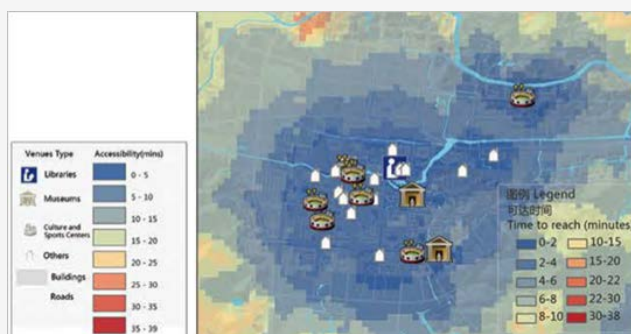 Venues Type
Accessibility(mins)
Libraries
Museums
Culture and
Sports Centers
Others
Buildings
Roads
0 - 5
5 - 10
10 - 15
15 - 20
20 - 25
25 - 30
30 - 35
35 - 39
图例 Legend
可达时间
Time to reach (minutes
0-2
2-4
4-6
6-8
8-10
10-15
15-20
20-22
22-30
30-38